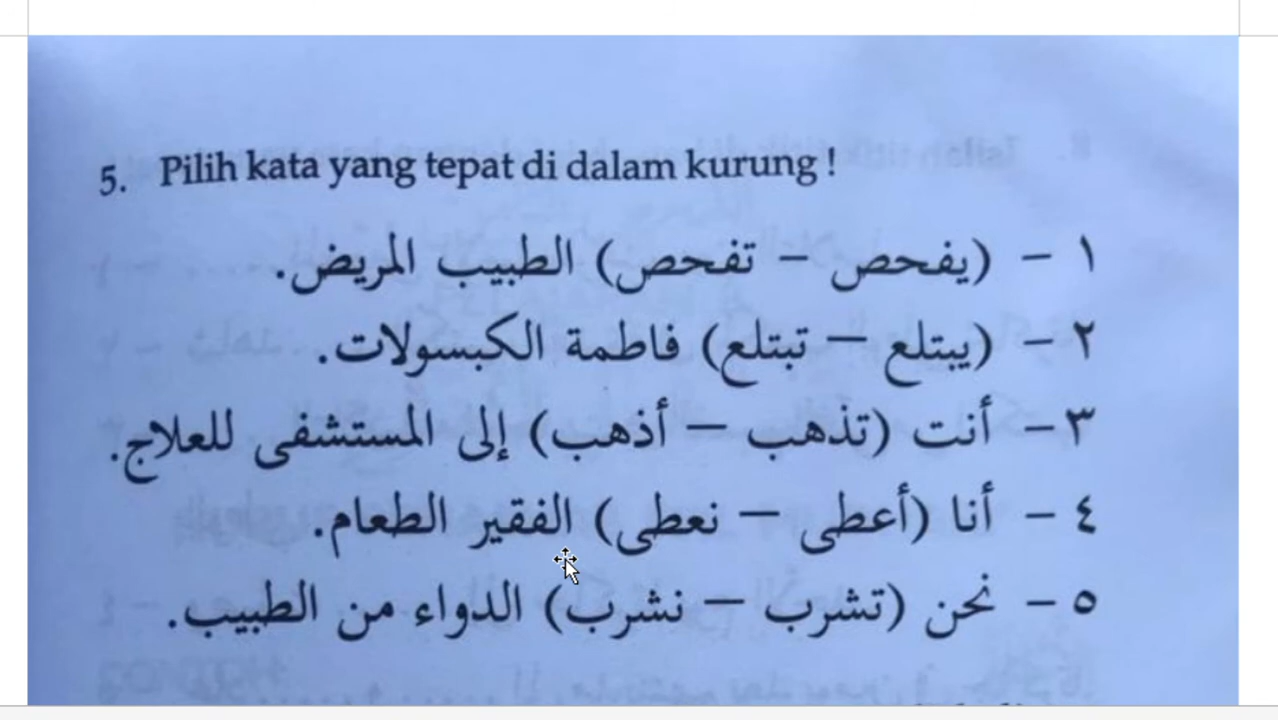 5. Pilih kata yang tepat di dalam kurung !
١ – (يفحص – تفحص) الطبيب المريض.
٢ – (يبتلع – تبتلع) فاطمة الكبسولات.
٣ – أنت (تذهب – أذهب) إلى المستشفى للعلاج.
٤ – أنا (أعطى – نعطى) الفقير الطعام.
٥ – نحن (تشرب – نشرب) الدواء من الطبيب.